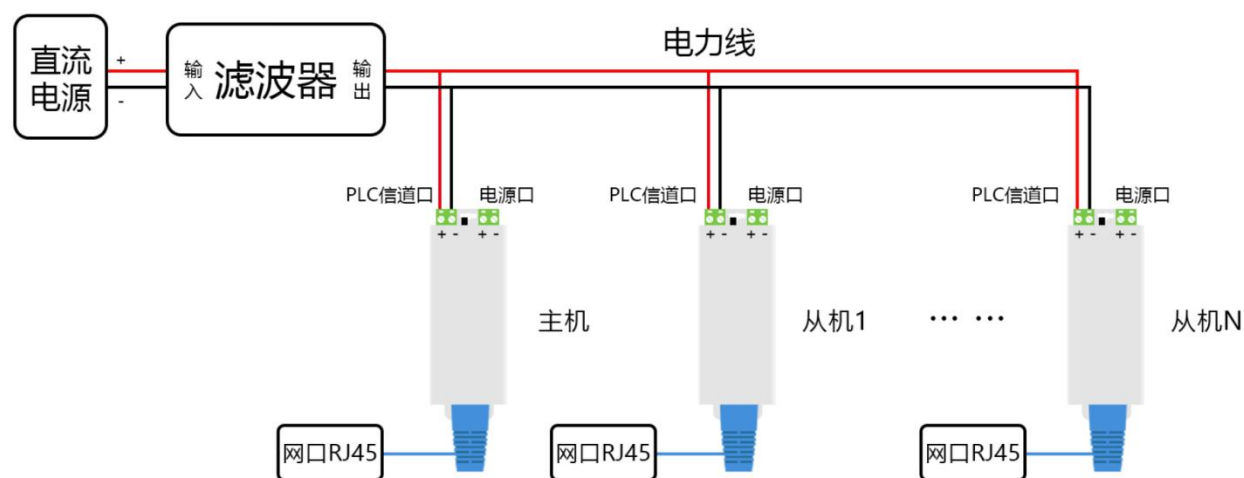 电力线
直流
电源
+
-
输入
滤波器
输出
PLC信道口
电源口
PLC信道口
电源口
PLC信道口
电源口
+ - + -
+ - + -
+ - + -
主机
从机1
… …
从机N
网口RJ45
网口RJ45
网口RJ45